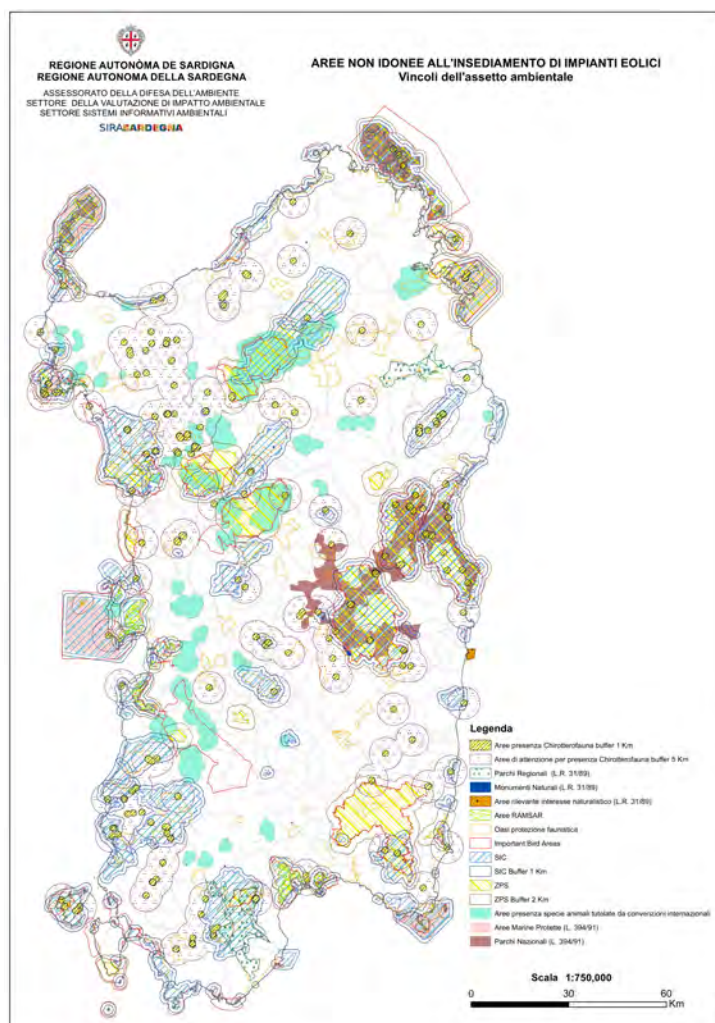 REGIONE AUTONÒMA DE SARDIGNA
REGIONE AUTONOMA DELLA SARDEGNA
ASSESSORATO DELLA DIFESA DELL'AMBIENTE
SETTORE DELLA VALUTAZIONE DI IMPATTO AMBIENTALE
SETTORE SISTEMI INFORMATIVI AMBIENTALI
SIRASARDEGNA
AREE NON IDONEE ALL'INSEDIAMENTO DI IMPIANTI EOLICI
Vincoli dell'assetto ambientale
Legenda
Aree presenza Chirotterofauna buffer 1 Km
Aree di attenzione per presenza Chirotterofauna buffer 5 Km
Parchi Regionali (L.R. 31/89)
Monumenti Naturali (L.R. 31/89)
Aree rilevante interesse naturalistico (L.R. 31/89)
Aree RAMSAR
Oasi protezione faunistica
Important Bird Areas
SIC
SIC Buffer 1 Km
ZPS
ZPS Buffer 2 Km
Aree presenza specie animali tutelate da convenzioni internazionali
Aree Marine Protette (L. 394/91)
Parchi Nazionali (L. 394/91)
Scala 1:750,000
0 30 60
Km